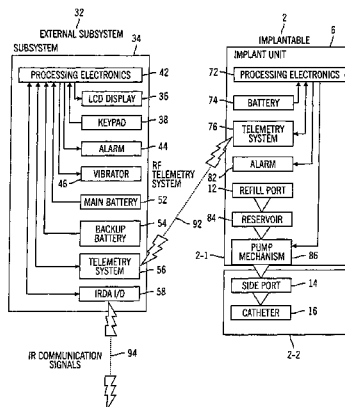 32
EXTERNAL SUBSYSTEM
34
SUBSYSTEM
PROCESSING ELECTRONICS
42
LCD DISPLAY
36
KEYPAD
38
ALARM
44
VIBRATOR
46
MAIN BATTERY
52
BACKUP
BATTERY
54
TELEMETRY
SYSTEM
56
IRDA I/O
58
IR COMMUNICATION
SIGNALS
94
RF
TELEMETRY
SYSTEM
92
2
IMPLANTABLE
6
IMPLANT UNIT
72
PROCESSING ELECTRONICS
74
BATTERY
76
TELEMETRY
SYSTEM
82
ALARM
12
REFILL PORT
84
RESERVOIR
2-1
PUMP
MECHANISM
86
SIDE PORT
14
CATHETER
16
2-2